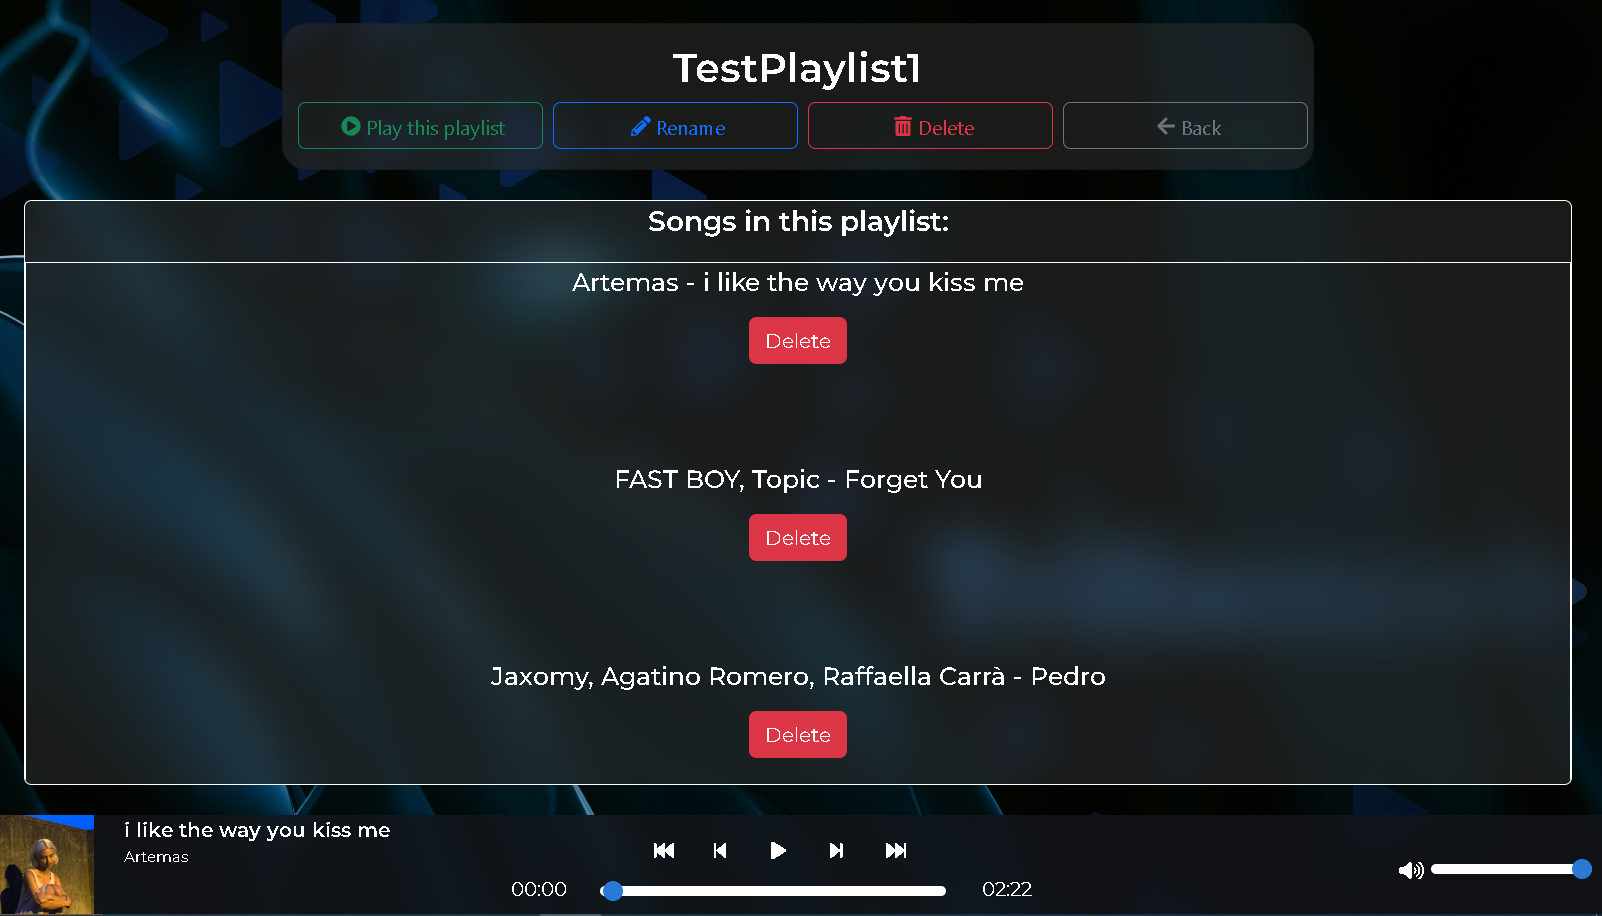 TestPlaylist1
Play this playlist
Rename
Delete
Back
Songs in this playlist:
Artemas - i like the way you kiss me
Delete
FAST BOY, Topic - Forget You
Delete
Jaxomy, Agatino Romero, Raffaella Carrà - Pedro
Delete
i like the way you kiss me
Artemas
00:00
02:22